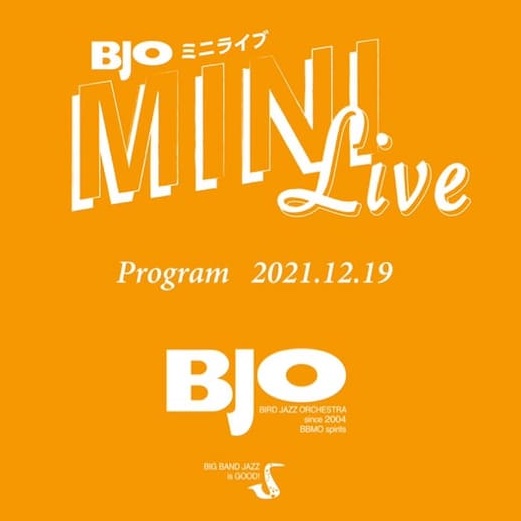 BJO ミニライブ
MINI
Live
Program 2021.12.19
BJO
BIRD JAZZ ORCHESTRA
since 2004
BBMO spirits
BIG BAND JAZZ
is GOOD!